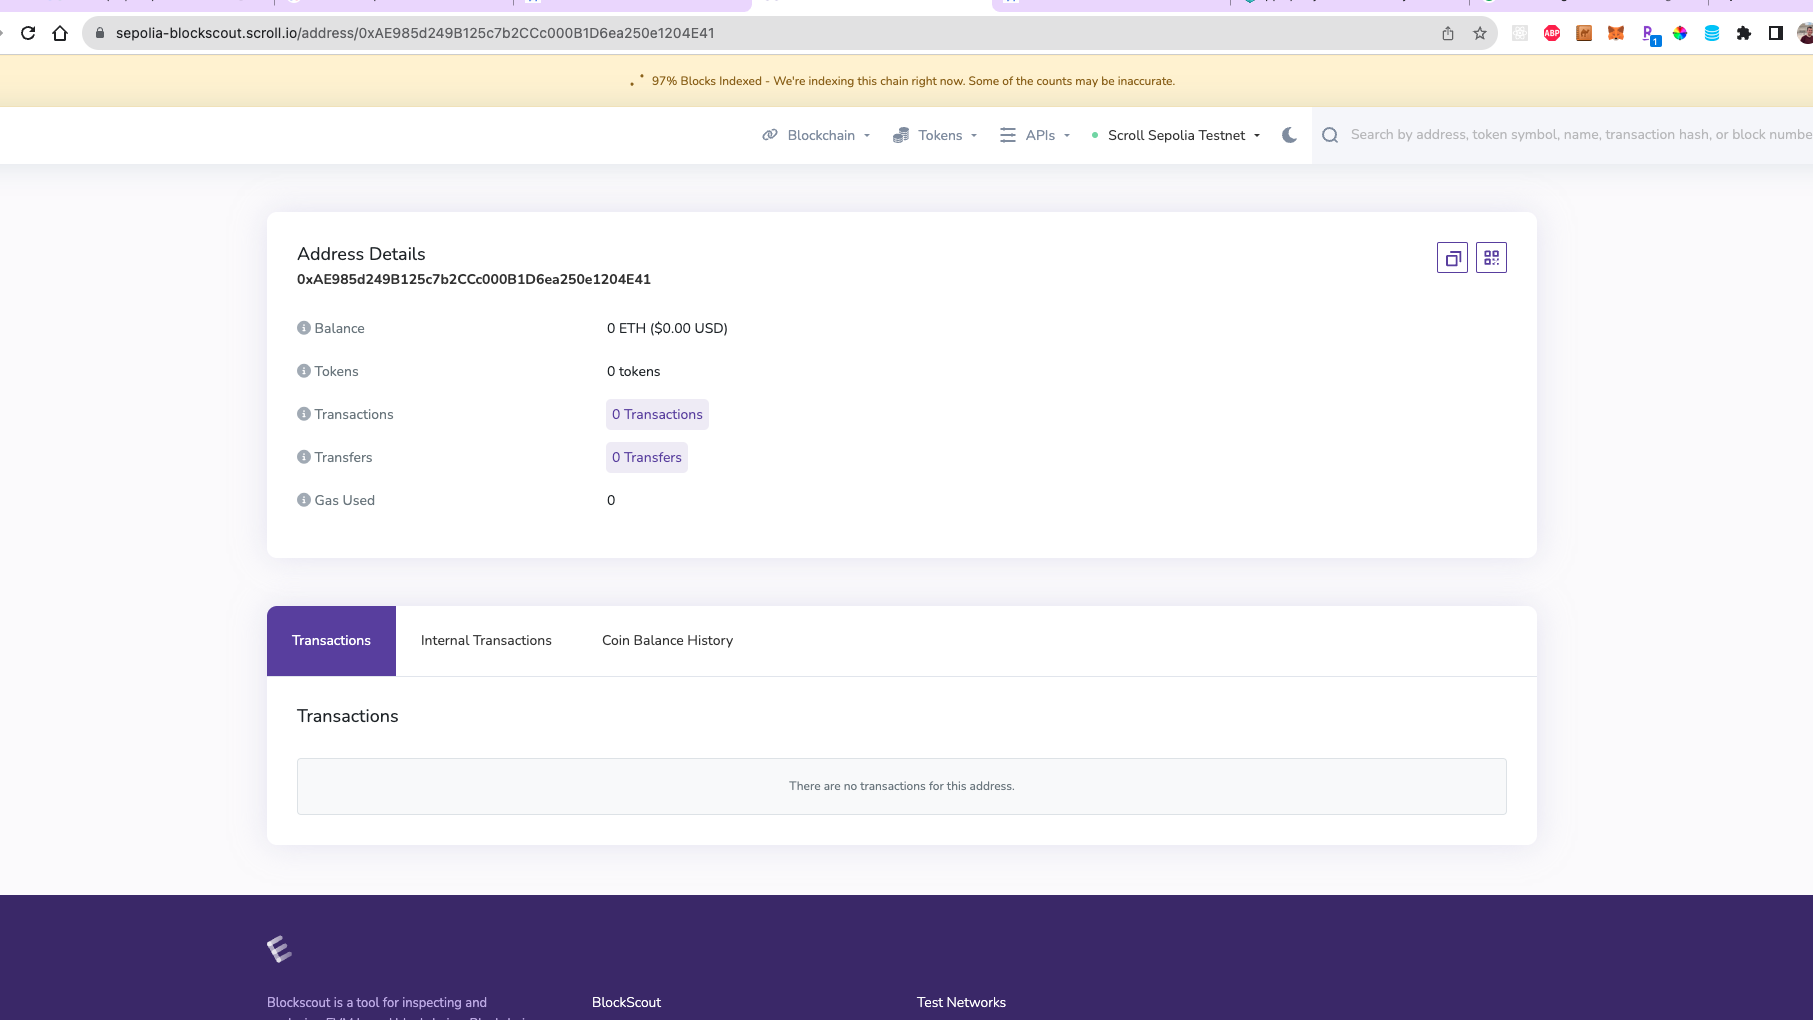 sepolia-blockscout.scroll.io/address/0xAE985d249B125c7b2CCc000B1D6ea250e1204E41
ABP
1
97% Blocks Indexed - We're indexing this chain right now. Some of the counts may be inaccurate.
Blockchain
Tokens
APIs
Scroll Sepolia Testnet
Search by address, token symbol, name, transaction hash, or block numbe
Address Details
0xAE985d249B125c7b2CCc000B1D6ea250e1204E41
Balance
0 ETH ($0.00 USD)
Tokens
0 tokens
Transactions
0 Transactions
Transfers
0 Transfers
Gas Used
0
Transactions
Internal Transactions
Coin Balance History
Transactions
There are no transactions for this address.
Blockscout is a tool for inspecting and
BlockScout
Test Networks